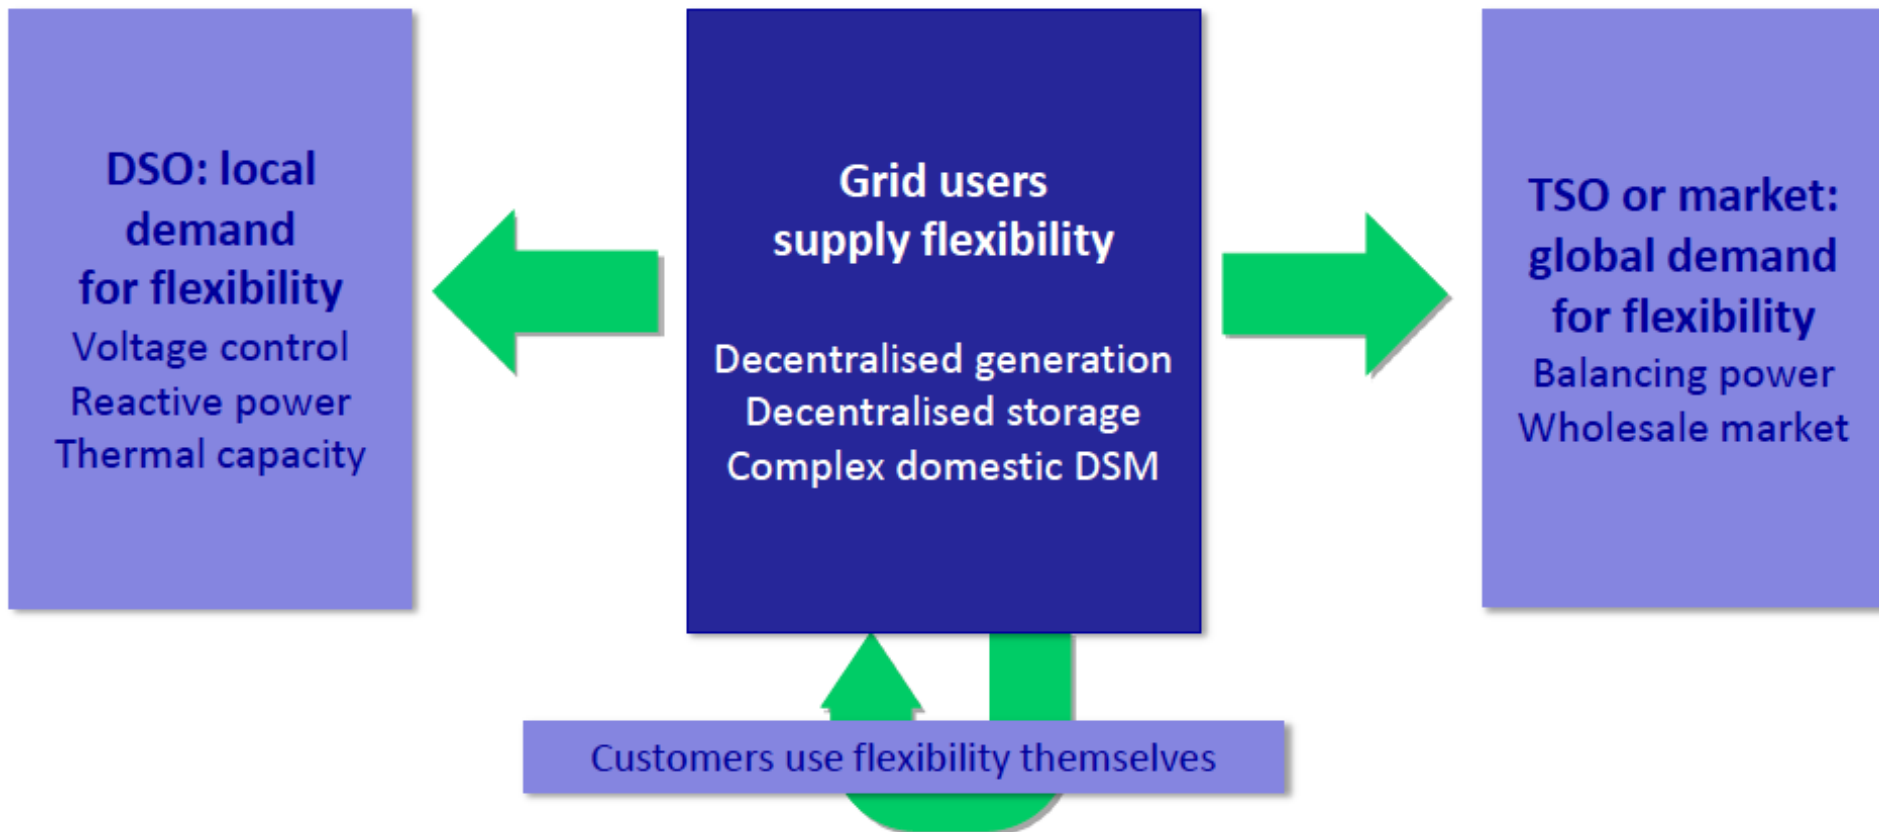 DSO: local
demand
for flexibility
Voltage control
Reactive power
Thermal capacity
Grid users
supply flexibility
Decentralised generation
Decentralised storage
Complex domestic DSM
TSO or market:
global demand
for flexibility
Balancing power
Wholesale market
Customers use flexibility themselves